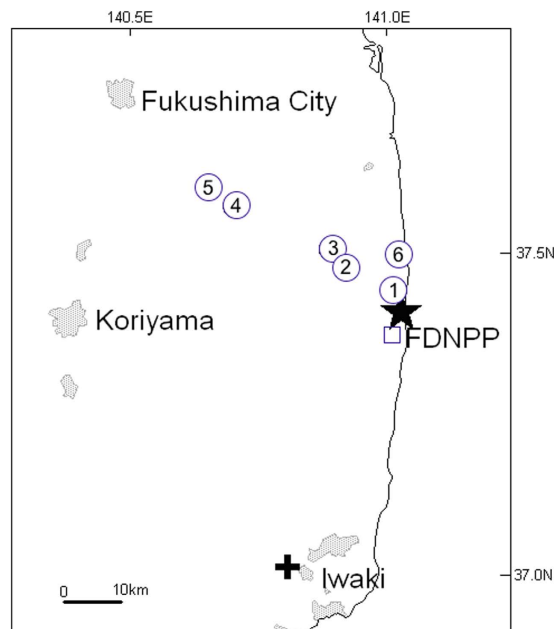 140.5E 141.0E
Fukushima City
5
4
3
6
37.5N
2
1
Koriyama
FDNPP
Iwaki
37.0N
0 10km